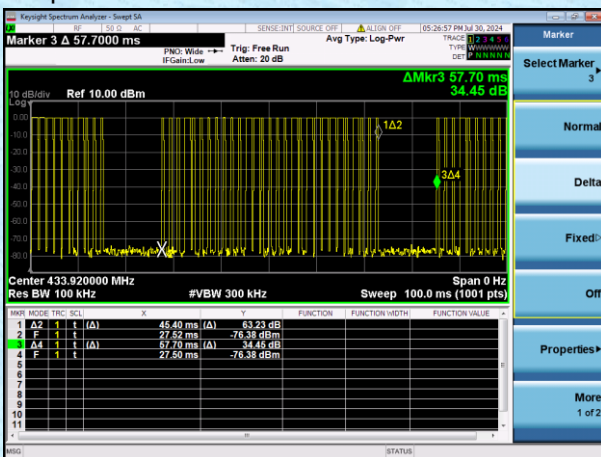 Keysight Spectrum Analyzer - Swept SA
RF 50 Ω AC SENSE:INT SOURCE OFF ALIGN OFF 05:26:57 PM Jul 30, 2024
Marker 3 Δ 57.7000 ms
PNO: Wide
IFGain:Low
Trig: Free Run
Atten: 20 dB
Avg Type: Log-Pwr
TRACE 1 2 3 4 5 6
TYPE WWWWWW
DET P N N N N N
ΔMkr3 57.70 ms
34.45 dB
10 dB/div Ref 10.00 dBm
Log
0.00
-10.0
-20.0
-30.0
-40.0
-50.0
-60.0
-70.0
-80.0
1Δ2
3Δ4
X
Center 433.920000 MHz Span 0 Hz
Res BW 100 kHz #VBW 300 kHz Sweep 100.0 ms (1001 pts)
MKR MODE TRC SCL X Y FUNCTION FUNCTION WIDTH FUNCTION VALUE
1 Δ2 1 t (Δ) 45.40 ms (Δ) 63.23 dB
2 F 1 t 27.52 ms -76.38 dBm
3 Δ4 1 t (Δ) 57.70 ms (Δ) 34.45 dB
4 F 1 t 27.50 ms -76.38 dBm
5
6
7
8
9
10
11
MSG STATUS
Marker
Select Marker
3
Normal
Delta
Fixed
Off
Properties
More
1 of 2